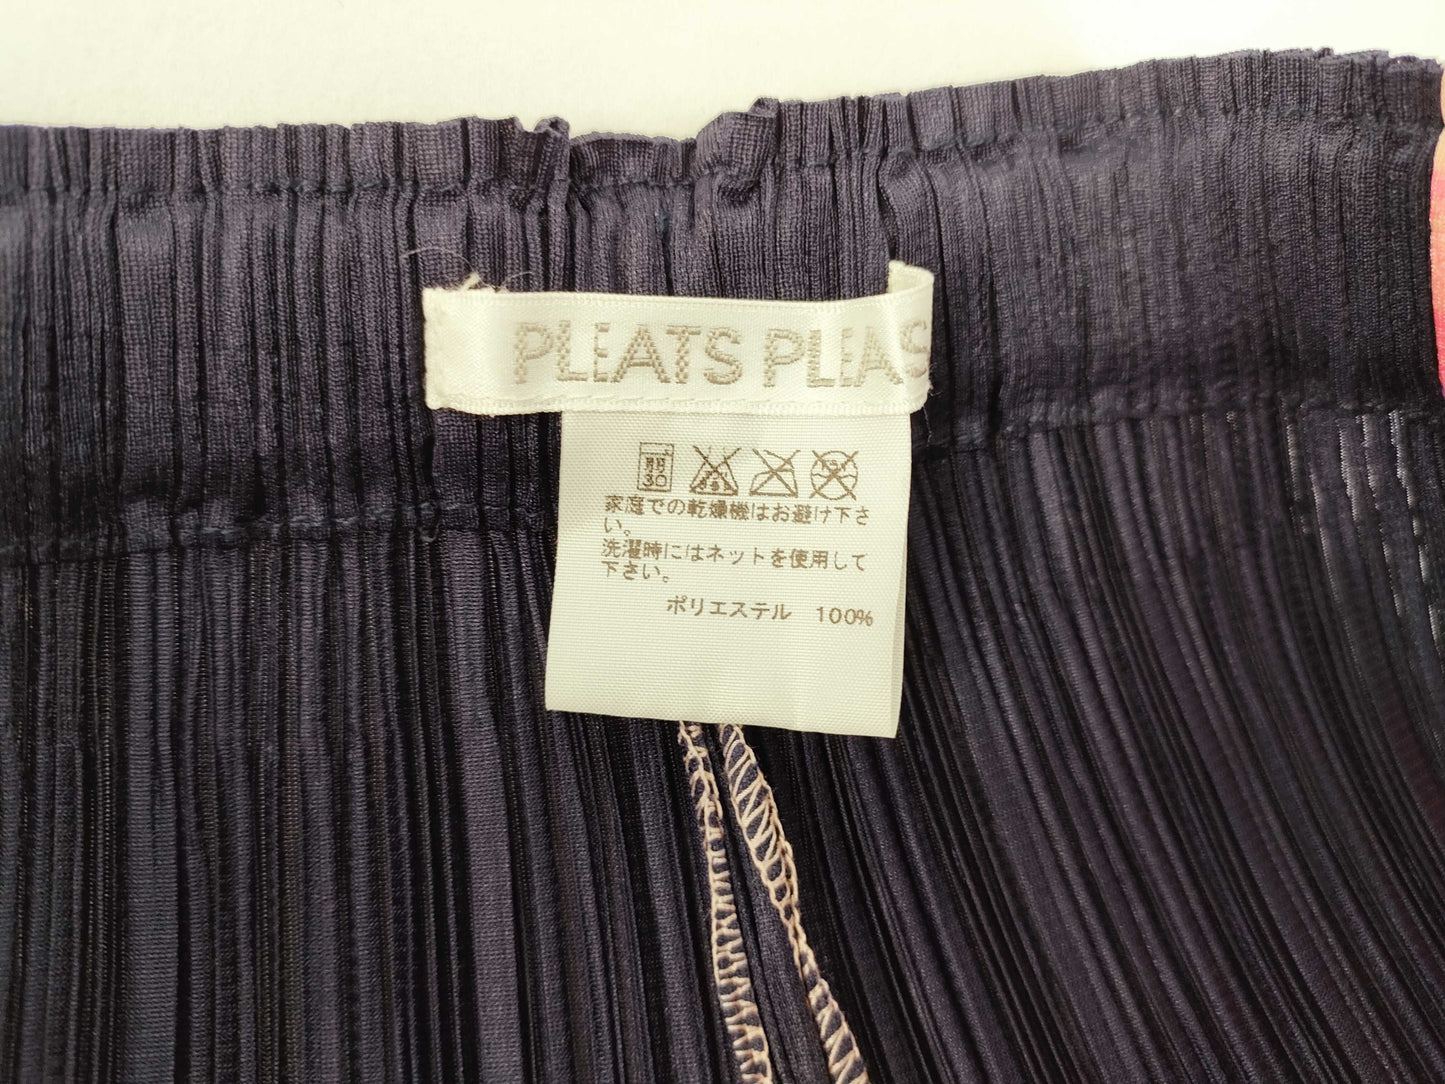 PLEATS PLEAS
弱
30
家庭での乾燥機はお避け下さ
い。
洗濯時にはネットを使用して
下さい。
ポリエステル 100%